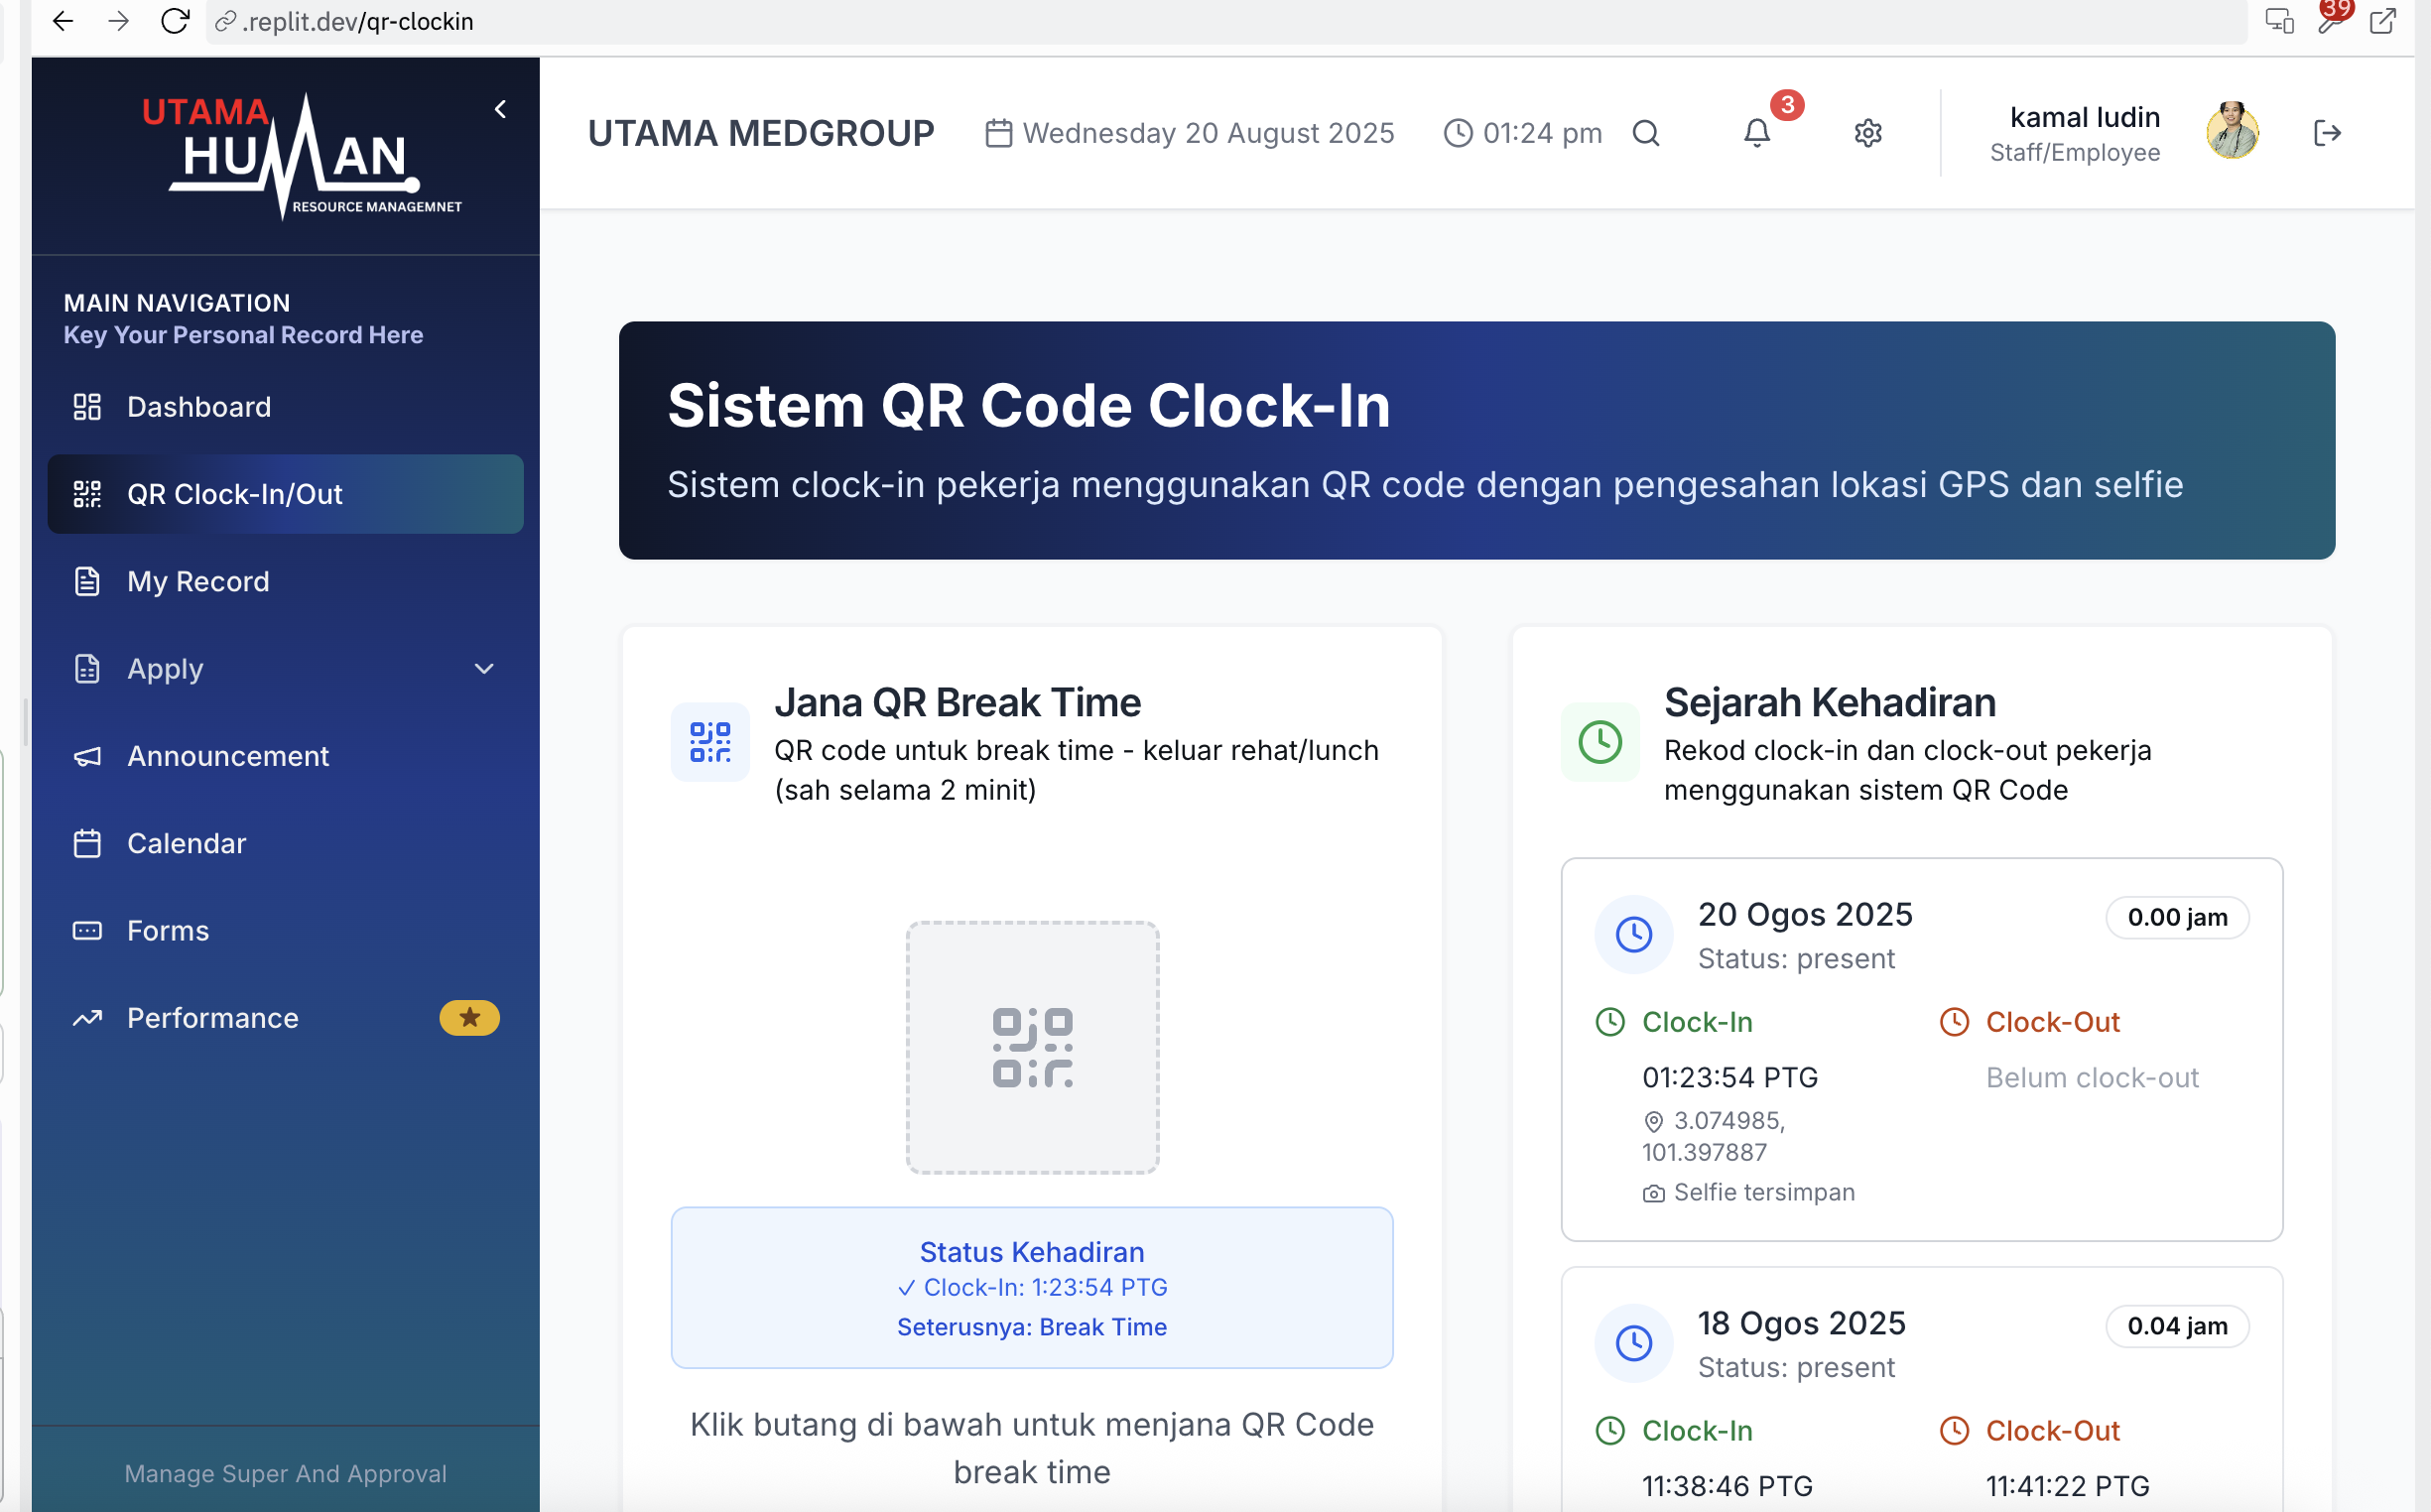 .replit.dev/qr-clockin
39
UTAMA
HUMAN
RESOURCE MANAGEMNET
UTAMA MEDGROUP
Wednesday 20 August 2025
01:24 pm
3
kamal ludin
Staff/Employee
MAIN NAVIGATION
Key Your Personal Record Here
Dashboard
QR Clock-In/Out
My Record
Apply
Announcement
Calendar
Forms
Performance
Manage Super And Approval
Sistem QR Code Clock-In
Sistem clock-in pekerja menggunakan QR code dengan pengesahan lokasi GPS dan selfie
Jana QR Break Time
QR code untuk break time - keluar rehat/lunch
(sah selama 2 minit)
Status Kehadiran
✓ Clock-In: 1:23:54 PTG
Seterusnya: Break Time
Klik butang di bawah untuk menjana QR Code
break time
Sejarah Kehadiran
Rekod clock-in dan clock-out pekerja
menggunakan sistem QR Code
20 Ogos 2025
0.00 jam
Status: present
Clock-In
Clock-Out
01:23:54 PTG
Belum clock-out
3.074985,
101.397887
Selfie tersimpan
18 Ogos 2025
0.04 jam
Status: present
Clock-In
Clock-Out
11:38:46 PTG
11:41:22 PTG